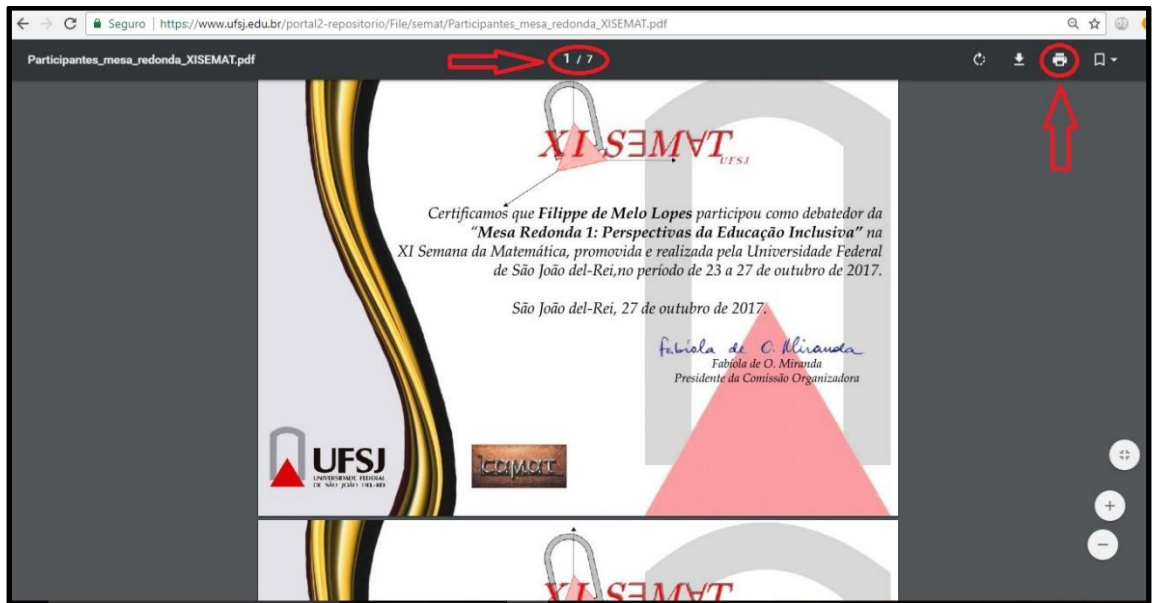 Seguro | https://www.ufsj.edu.br/portal2-repositorio/File/semat/Participantes_mesa_redonda_XISEMAT.pdf
Participantes_mesa_redonda_XISEMAT.pdf
1 / 7
XI SƎM∀T
UFSJ
Certificamos que Filippe de Melo Lopes participou como debatedor da
“Mesa Redonda 1: Perspectivas da Educação Inclusiva” na
XI Semana da Matemática, promovida e realizada pela Universidade Federal
de São João del-Rei,no período de 23 a 27 de outubro de 2017.
São João del-Rei, 27 de outubro de 2017.
Fabíola de O. Miranda
Fabíola de O. Miranda
Presidente da Comissão Organizadora
UFSJ
UNIVERSIDADE FEDERAL
DE SÃO JOÃO DEL-REI
XI SƎM∀T